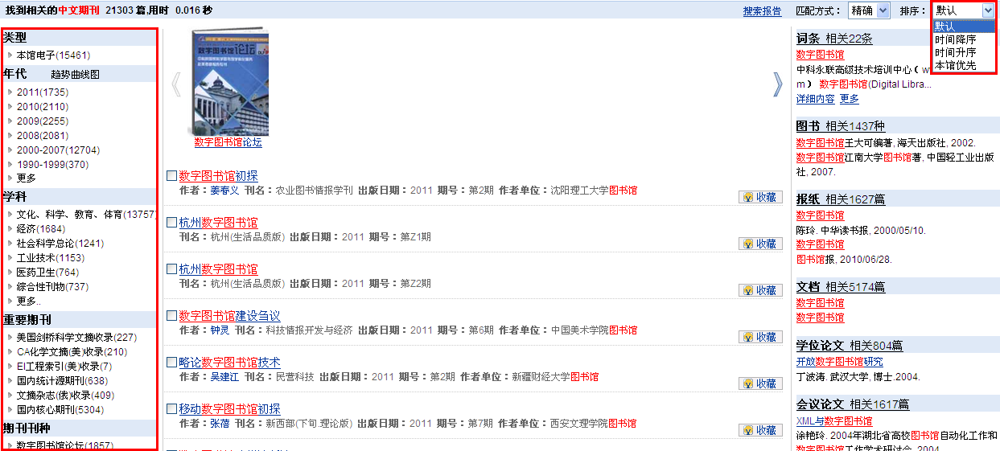 找到相关的中文期刊 21303 篇,用时 0.016 秒
搜索报告 匹配方式： 精确 排序： 默认
默认
时间降序
时间升序
本馆优先
类型
本馆电子(15461)
年代 趋势曲线图
2011(1735)
2010(2110)
2009(2255)
2008(2081)
2000-2007(12704)
1990-1999(370)
更多
学科
文化、科学、教育、体育(13757)
经济(1684)
社会科学总论(1241)
工业技术(1153)
医药卫生(764)
综合性刊物(737)
更多..
重要期刊
美国剑桥科学文摘收录(227)
CA化学文摘(美)收录(210)
EI工程索引(美)收录(7)
国内统计源期刊(638)
文摘杂志(俄)收录(409)
国内核心期刊(5304)
期刊刊种
数字图书馆论坛(1857)
数字图书馆论坛
数字图书馆论坛
数字图书馆初探
作者：姜春义 刊名：农业图书情报学刊 出版日期：2011 期号：第2期 作者单位：沈阳理工大学图书馆
收藏
杭州数字图书馆
刊名：杭州(生活品质版) 出版日期：2011 期号：第Z1期
收藏
杭州数字图书馆
刊名：杭州(生活品质版) 出版日期：2011 期号：第Z2期
收藏
数字图书馆建设刍议
作者：钟灵 刊名：科技情报开发与经济 出版日期：2011 期号：第6期 作者单位：中国美术学院图书馆
收藏
略论数字图书馆技术
作者：吴建江 刊名：民营科技 出版日期：2011 期号：第2期 作者单位：新疆财经大学图书馆
收藏
移动数字图书馆初探
作者：张蓓 刊名：新西部(下旬.理论版) 出版日期：2011 期号：第7期 作者单位：西安文理学院图书馆
收藏
词条 相关22条
数字图书馆
中科永联高级技术培训中心（w
m） 数字图书馆(Digital Libra...
详细内容 更多
图书 相关1437种
数字图书馆王大可编著, 海天出版社, 2002.
数字图书馆江南大学图书馆著, 中国轻工业出版
社, 2007.
报纸 相关1627篇
数字图书馆
陈玲. 中华读书报, 2000/05/10.
数字图书馆
图书馆报, 2010/06/28.
文档 相关5174篇
数字图书馆
数字图书馆
学位论文 相关804篇
开放数字图书馆研究
丁波涛. 武汉大学, 博士.2004.
会议论文 相关1617篇
XML与数字图书馆
徐艳玲. 2004年湖北省高校图书馆自动化工作和
数字图书馆工作学术研讨会, 2004